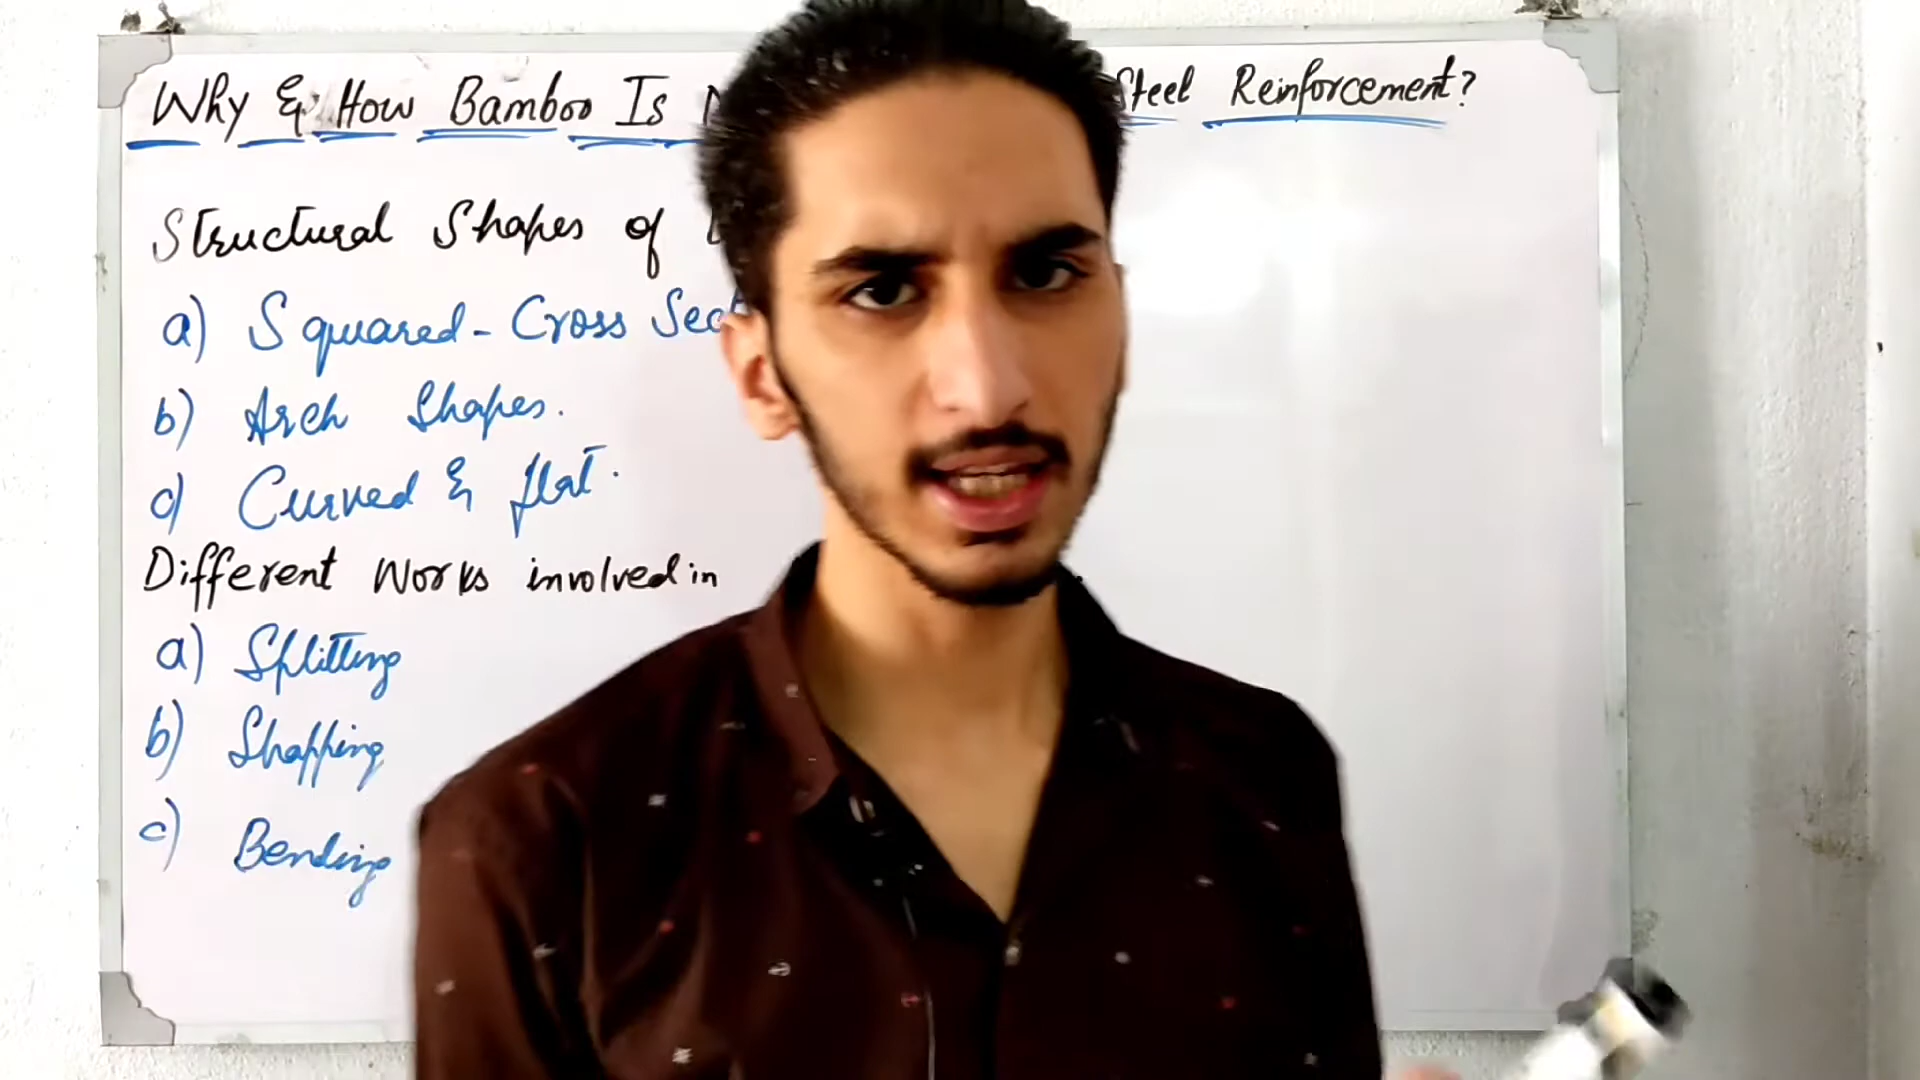 Why & How Bamboo Is Steel Reinforcement?
Structural Shapes of
a) Squared-Cross Sec
b) Arch Shapes.
c) Curved & flat.
Different Works involved in
a) Splitting
b) Shapping
c) Bending